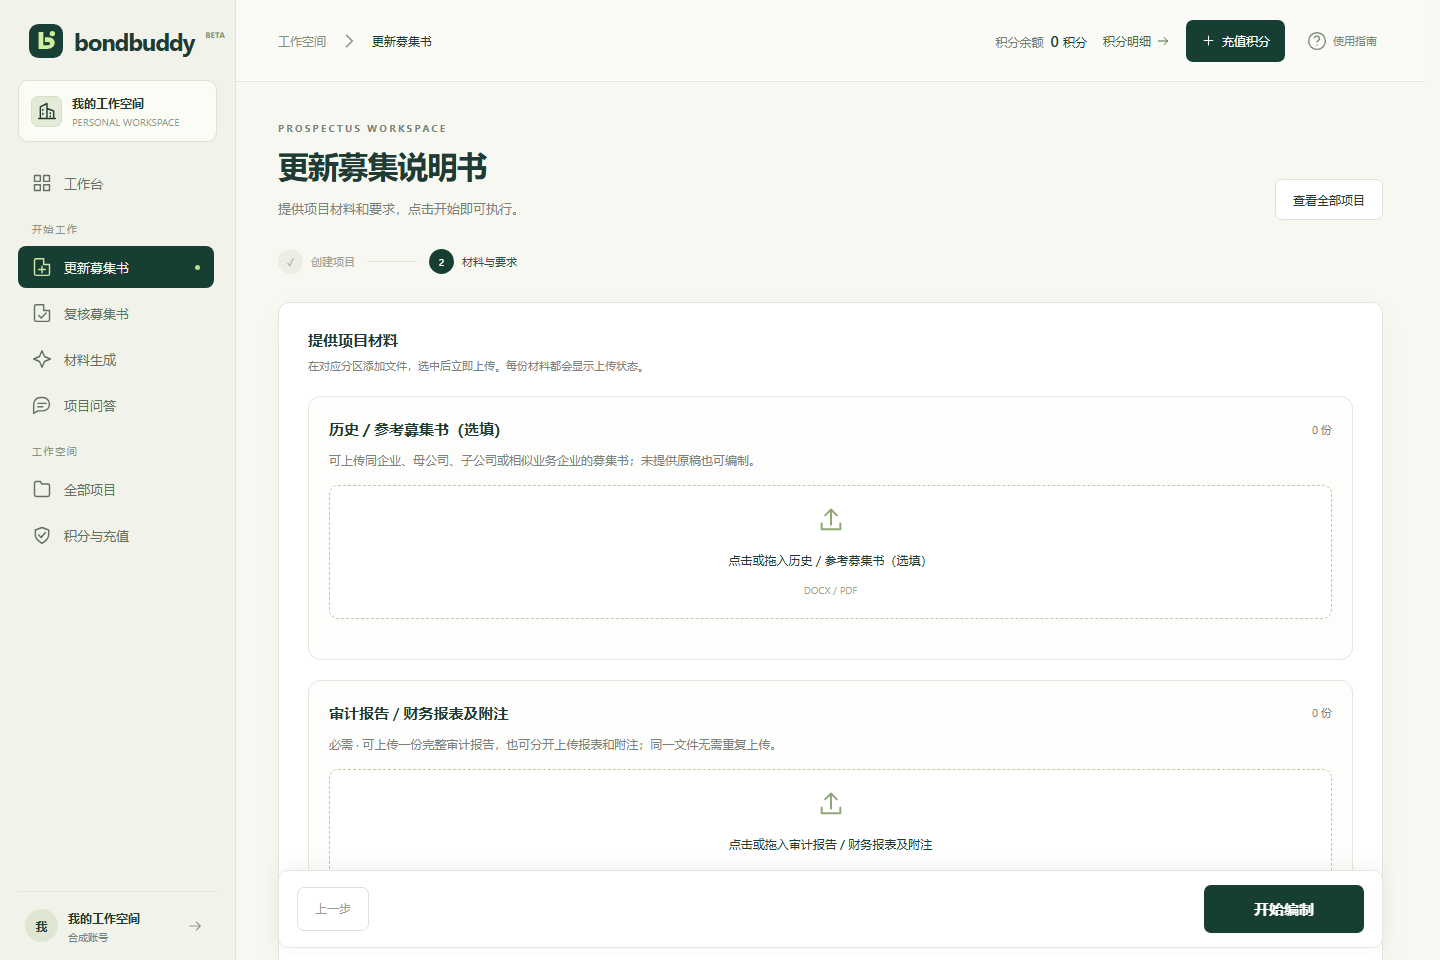 bondbuddy BETA
我的工作空间
PERSONAL WORKSPACE
工作台
开始工作
更新募集书
复核募集书
材料生成
项目问答
工作空间
全部项目
积分与充值
我
我的工作空间
合成账号
工作空间 更新募集书
积分余额 0 积分 积分明细 → + 充值积分 ? 使用指南
PROSPECTUS WORKSPACE
更新募集说明书
提供项目材料和要求，点击开始即可执行。
查看全部项目
✓ 创建项目 2 材料与要求
提供项目材料
在对应分区添加文件，选中后立即上传。每份材料都会显示上传状态。
历史 / 参考募集书（选填） 0 份
可上传同企业、母公司、子公司或相似业务企业的募集书；未提供原稿也可编制。
点击或拖入历史 / 参考募集书（选填）
DOCX / PDF
审计报告 / 财务报表及附注 0 份
必需 · 可上传一份完整审计报告，也可分开上传报表和附注；同一文件无需重复上传。
点击或拖入审计报告 / 财务报表及附注
上一步 开始编制